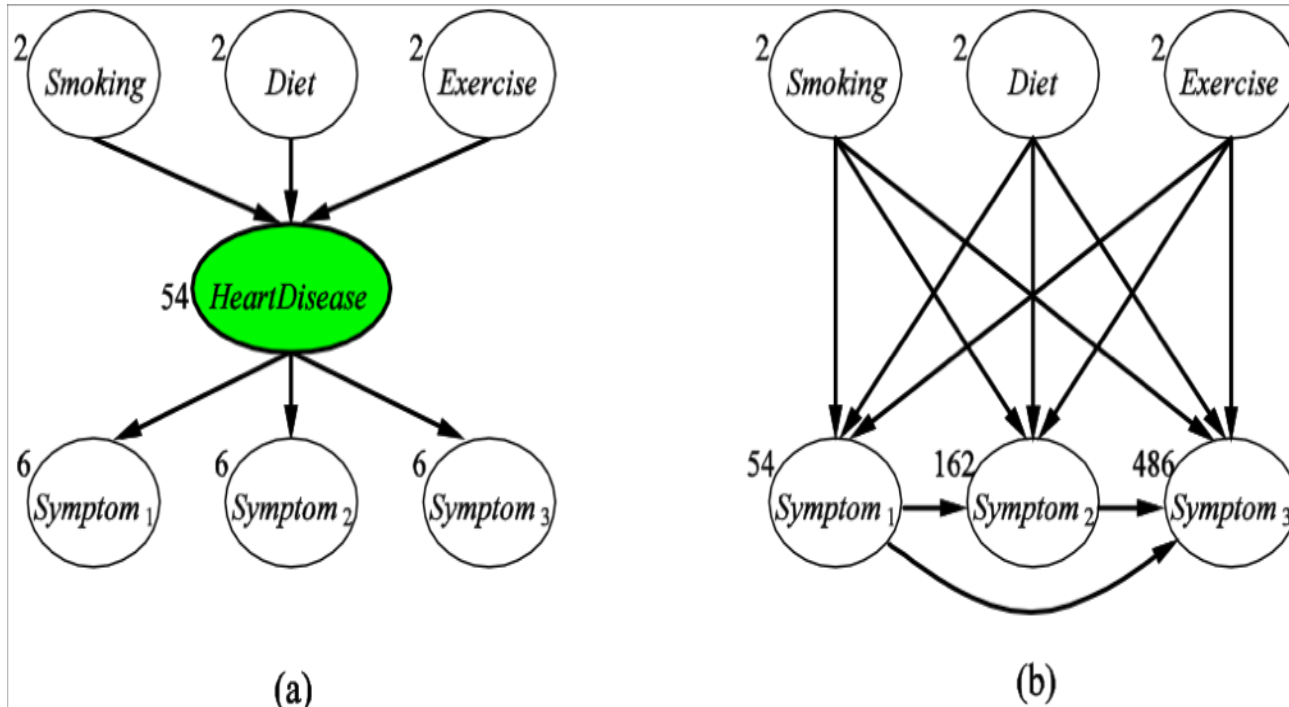 2 Smoking 2 Diet 2 Exercise
54 HeartDisease
6 Symptom 1 6 Symptom 2 6 Symptom 3
(a)
2 Smoking 2 Diet 2 Exercise
54 Symptom 1 162 Symptom 2 486 Symptom 3
(b)